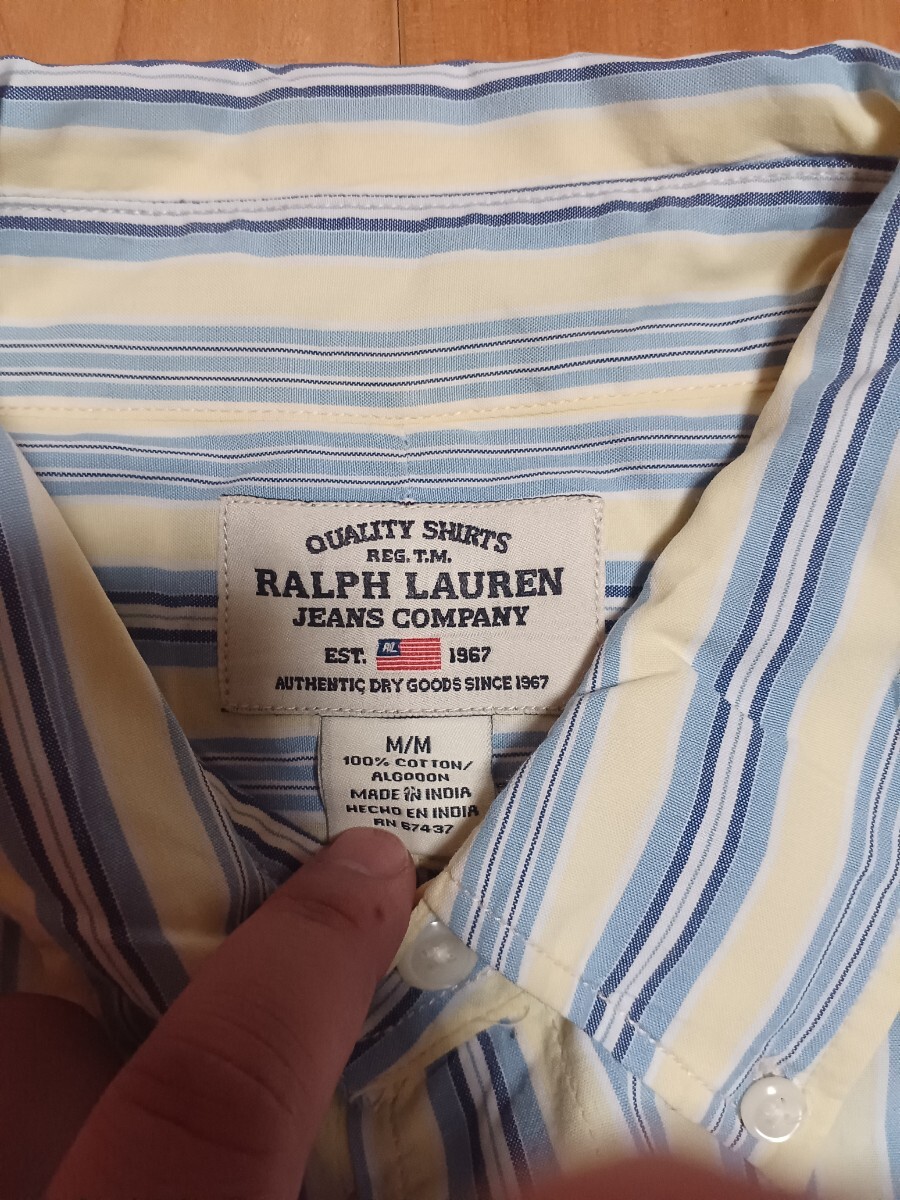 QUALITY SHIRTS
REG. T.M.
RALPH LAUREN
JEANS COMPANY
EST. RL 1967
AUTHENTIC DRY GOODS SINCE 1967
M/M
100% COTTON/
ALGODON
MADE IN INDIA
HECHO EN INDIA
RN 67437